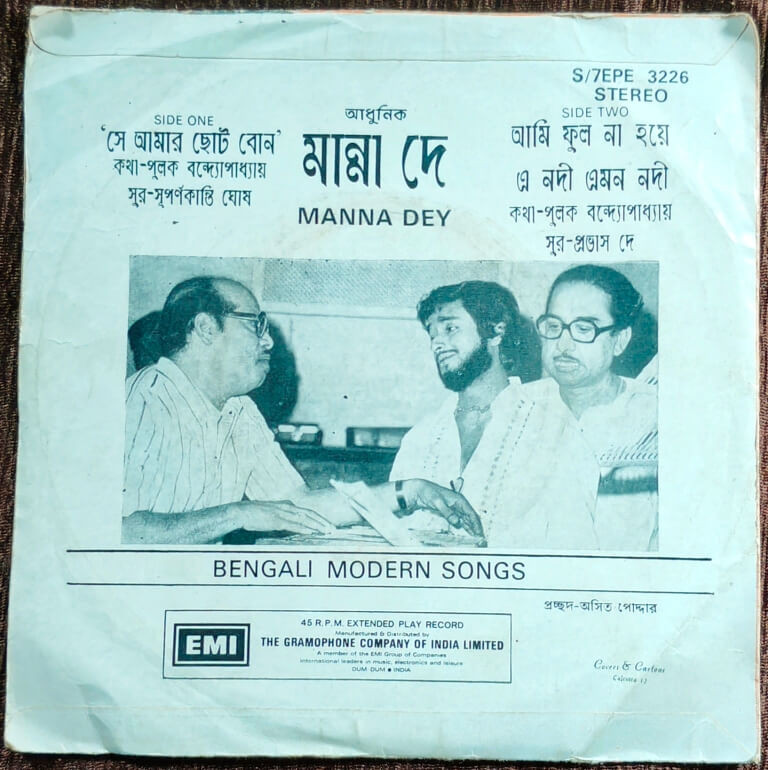 S/7EPE 3226
STEREO
SIDE ONE
'সে আমার ছোট বোন'
কথা-পুলক বন্দ্যোপাধ্যায়
সুর-সুপর্ণকান্তি ঘোষ
আধুনিক
মান্না দে
MANNA DEY
SIDE TWO
আমি ফুল না হয়ে
এ নদী এমন নদী
কথা-পুলক বন্দ্যোপাধ্যায়
সুর-প্রভাস দে
BENGALI MODERN SONGS
প্রচ্ছদ-অসিত পোদ্দার
EMI
45 R.P.M. EXTENDED PLAY RECORD
Manufactured & Distributed by
THE GRAMOPHONE COMPANY OF INDIA LIMITED
A member of the EMI Group of Companies
International leaders in music, electronics and leisure
DUM DUM ● INDIA
Covers & Cartons
Calcutta 12